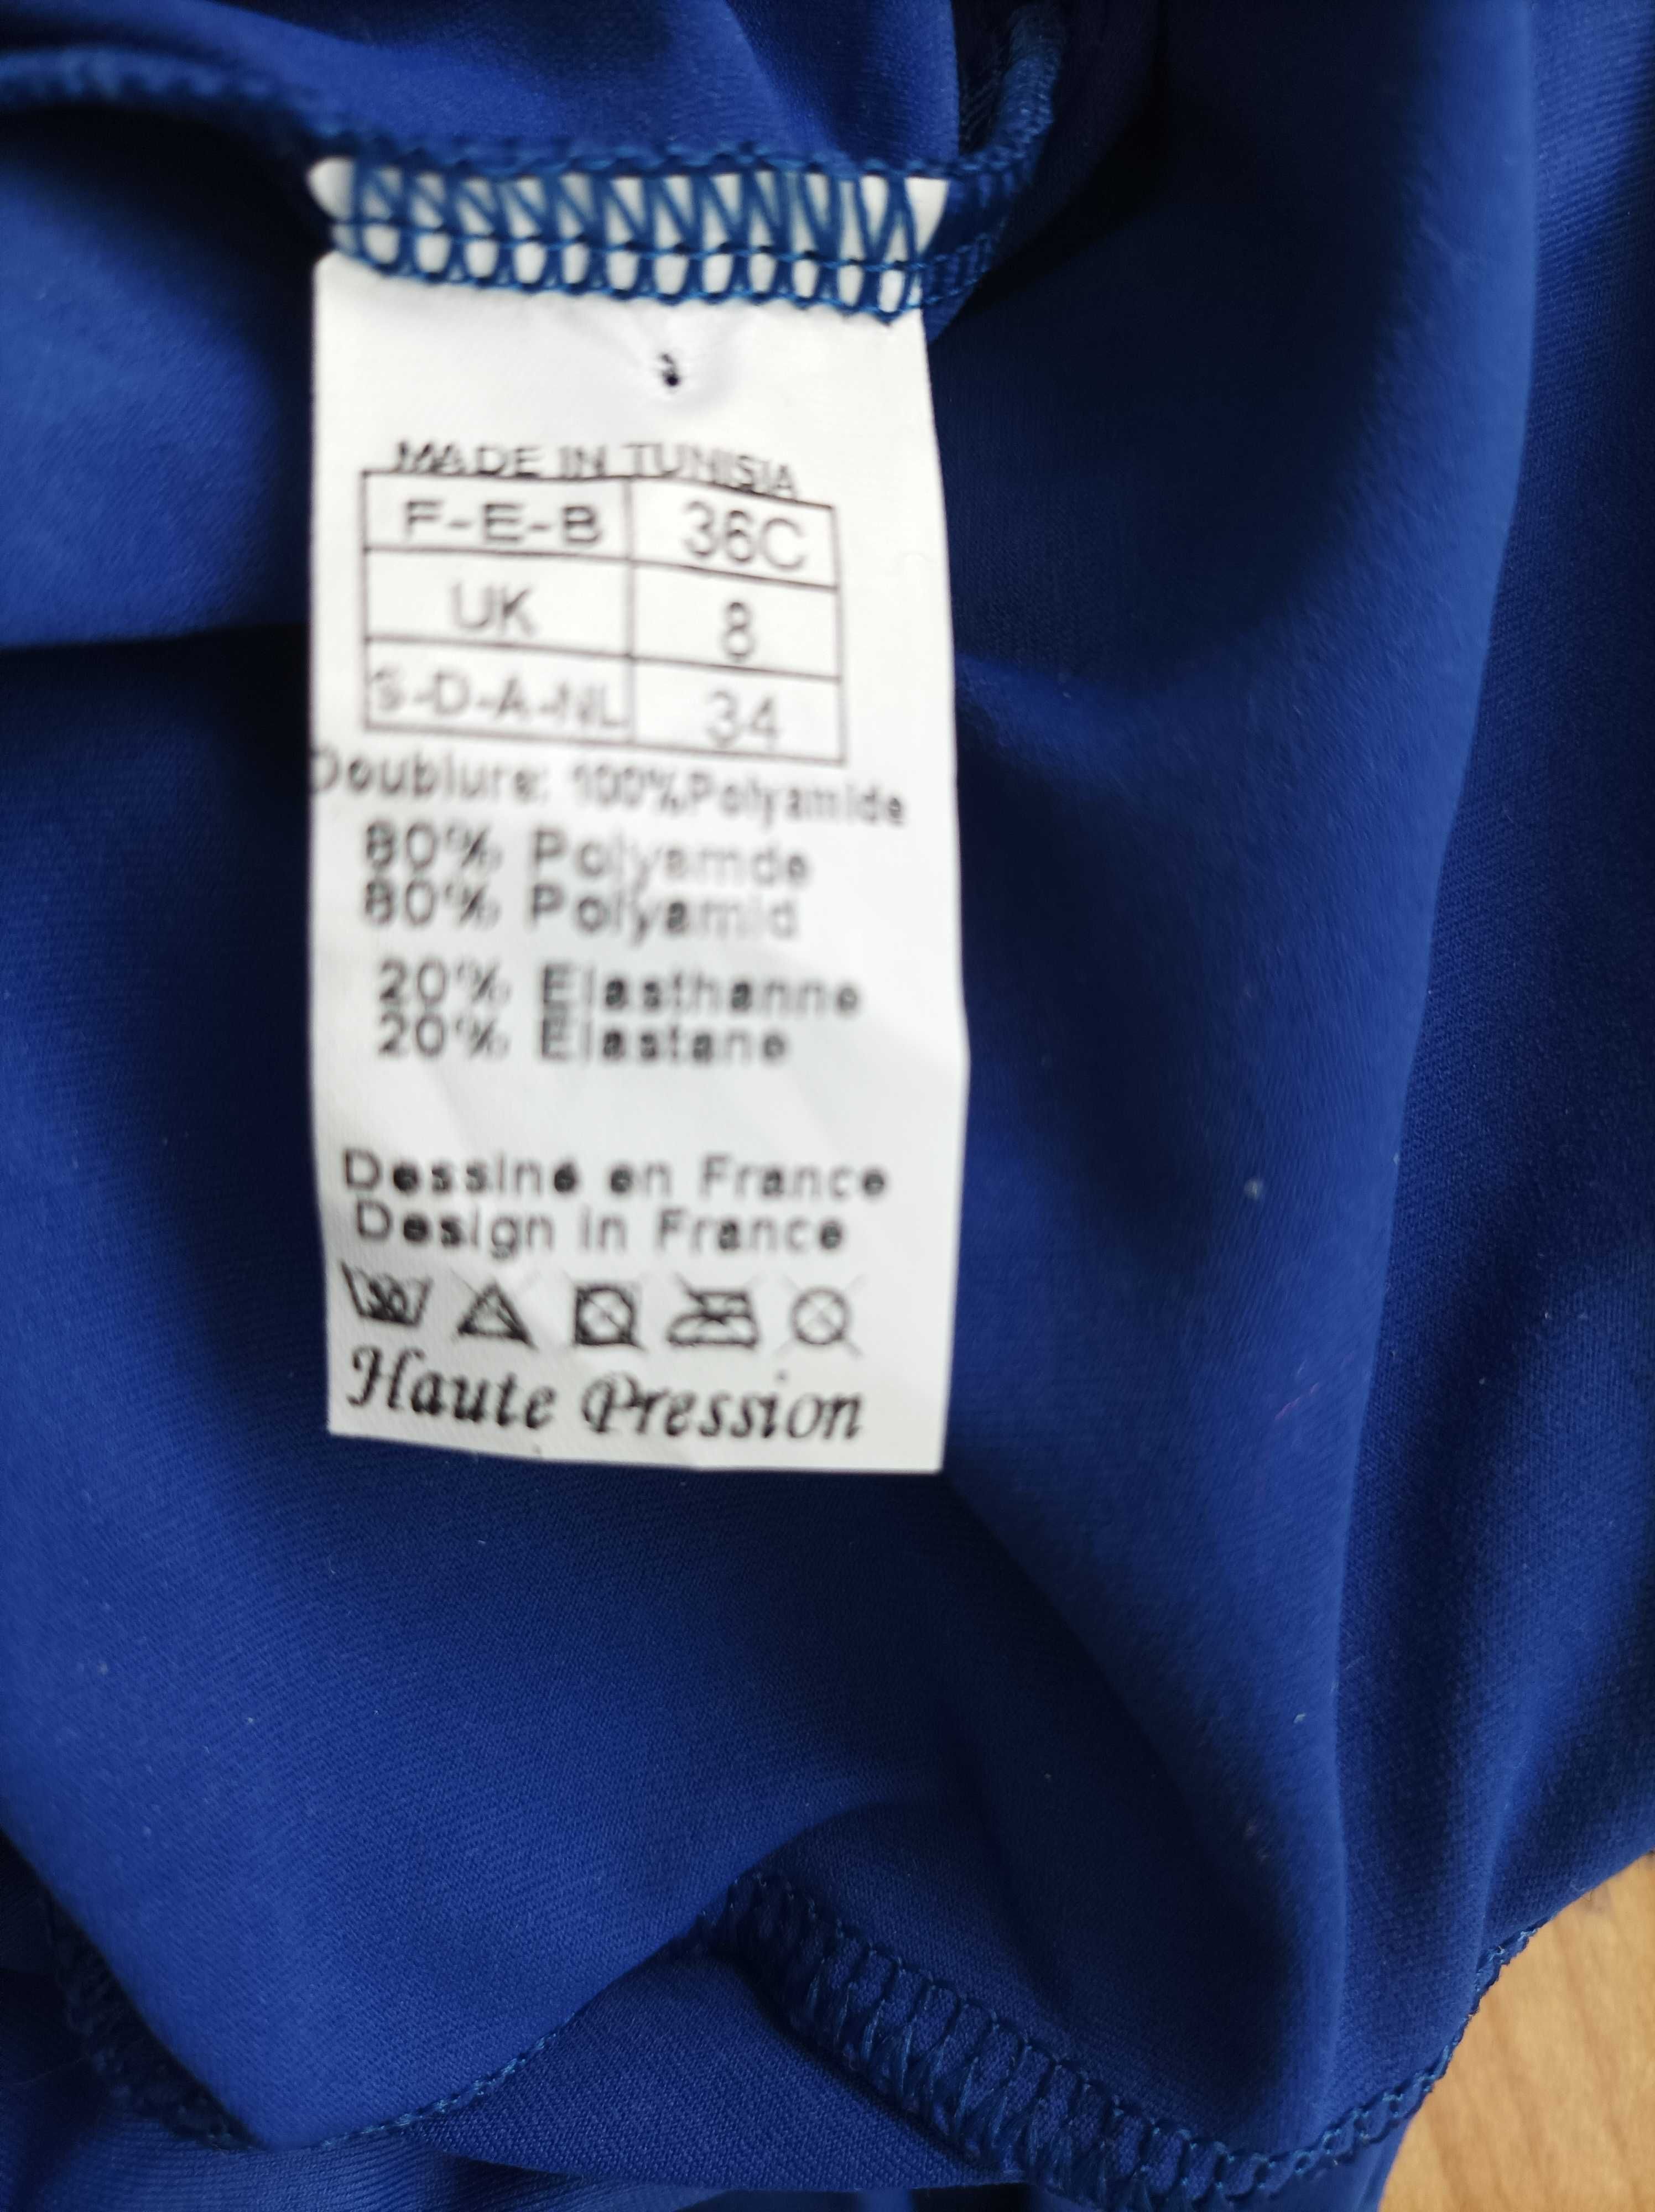 MADE IN TUNISIA
F-E-B 36C
UK 8
S-D-A-NL 34
Doublure: 100%Polyamide
80% Polyamde
80% Polyamid
20% Elasthanne
20% Elastane
Dessiné en France
Design in France
Haute Pression